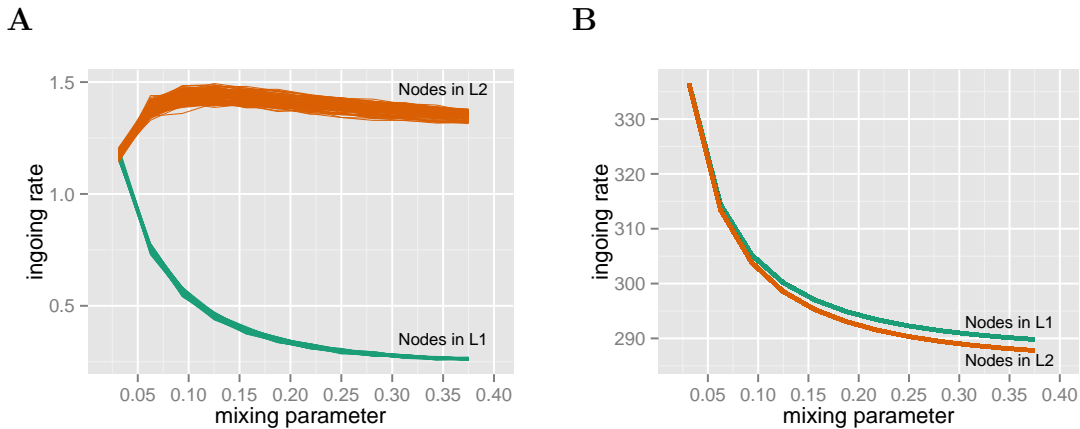 A
1.5
1.0
0.5
ingoing rate
Nodes in L2
Nodes in L1
0.05 0.10 0.15 0.20 0.25 0.30 0.35 0.40
mixing parameter
B
330
320
310
300
290
ingoing rate
Nodes in L1
Nodes in L2
0.05 0.10 0.15 0.20 0.25 0.30 0.35 0.40
mixing parameter